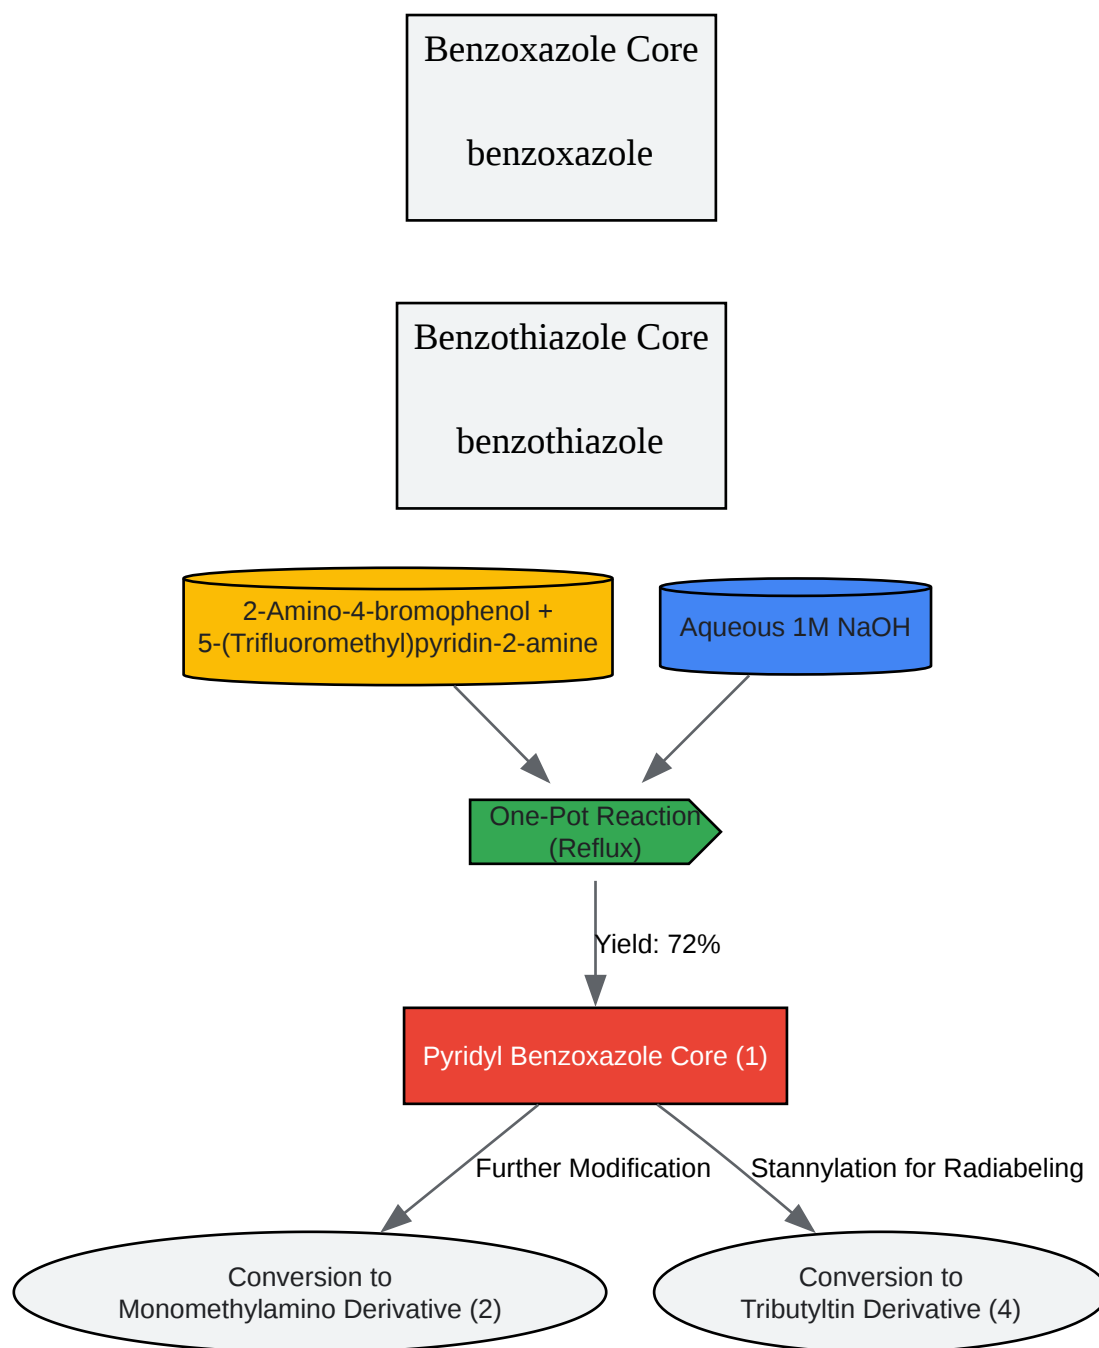 Benzoxazole Core
benzoxazole
Benzothiazole Core
benzothiazole
2-Amino-4-bromophenol +
5-(Trifluoromethyl)pyridin-2-amine
Aqueous 1M NaOH
One-Pot Reaction
(Reflux)
Yield: 72%
Pyridyl Benzoxazole Core (1)
Further Modification
Stannylation for Radiabeling
Conversion to
Monomethylamino Derivative (2)
Conversion to
Tributyltin Derivative (4)